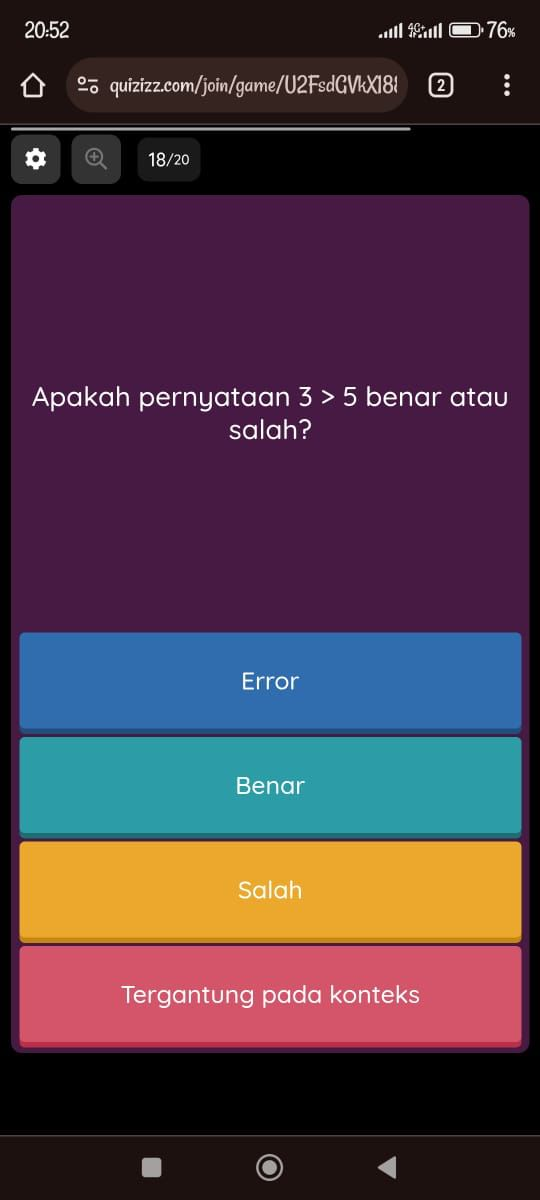 20:52
4G+
76%
quizizz.com/join/game/U2FsdGVkX18
2
18/20
Apakah pernyataan 3 > 5 benar atau
salah?
Error
Benar
Salah
Tergantung pada konteks